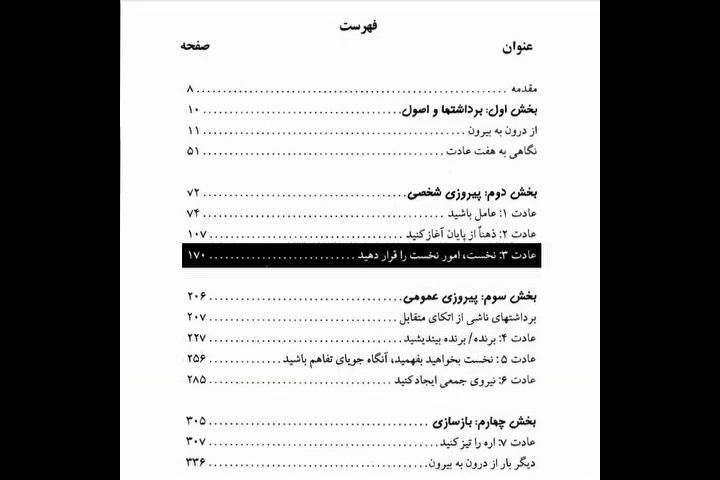 فهرست
عنوان صفحه
مقدمه ........................................ ۸
بخش اول: برداشتها و اصول ........................................ ۱۰
از درون به بیرون ........................................ ۱۱
نگاهی به هفت عادت ........................................ ۵۱
بخش دوم: پیروزی شخصی ........................................ ۷۲
عادت ۱: عامل باشید ........................................ ۷۴
عادت ۲: ذهناً از پایان آغاز کنید ........................................ ۱۰۷
عادت ۳: نخست، امور نخست را قرار دهید ........................................ ۱۷۰
بخش سوم: پیروزی عمومی ........................................ ۲۰۶
برداشتهای ناشی از اتکای متقابل ........................................ ۲۰۷
عادت ۴: برنده/ برنده بیندیشید ........................................ ۲۲۷
عادت ۵: نخست بخواهید بفهمید، آنگاه جویای تفاهم باشید .................... ۲۵۶
عادت ۶: نیروی جمعی ایجاد کنید ........................................ ۲۸۵
بخش چهارم: بازسازی ........................................ ۳۰۵
عادت ۷: اره را تیز کنید ........................................ ۳۰۷
دیگر بار از درون به بیرون ........................................ ۳۳۶